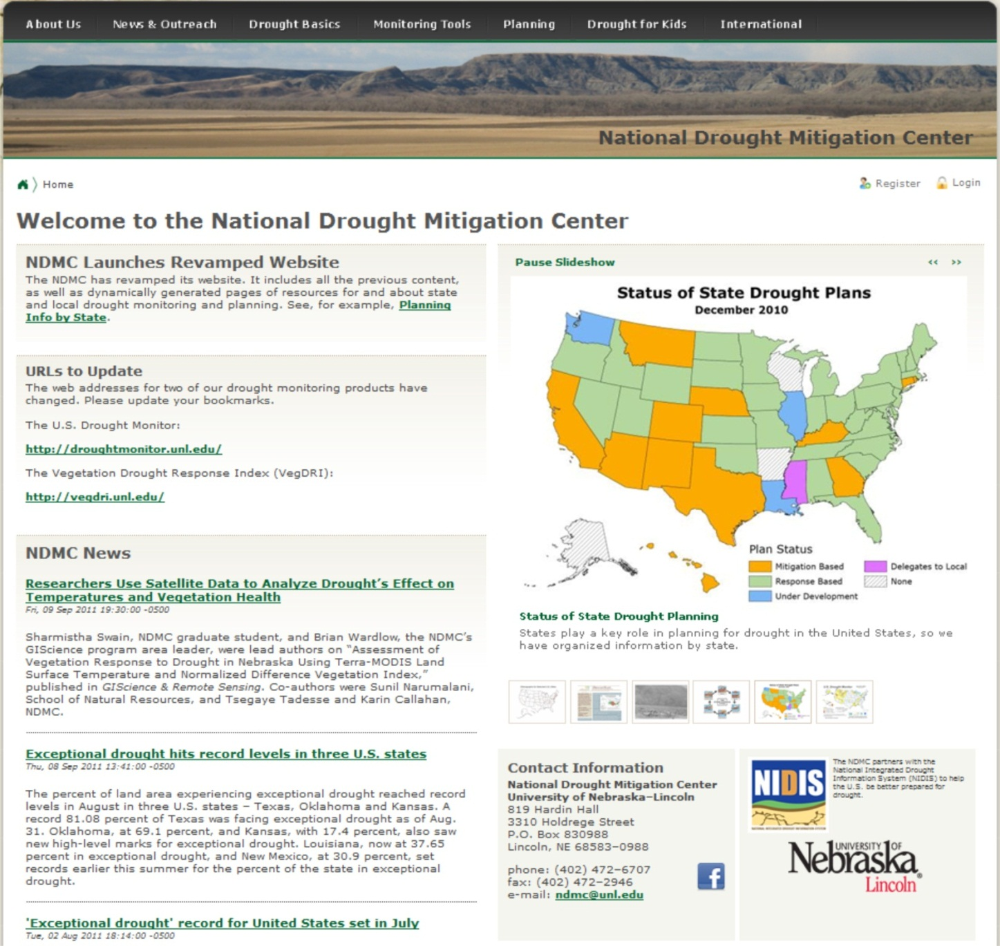 About Us
News & Outreach
Drought Basics
Monitoring Tools
Planning
Drought for Kids
International
National Drought Mitigation Center
Home
Register
Login
Welcome to the National Drought Mitigation Center
NDMC Launches Revamped Website
The NDMC has revamped its website. It includes all the previous content,
as well as dynamically generated pages of resources for and about state
and local drought monitoring and planning. See, for example, Planning
Info by State.
URLs to Update
The web addresses for two of our drought monitoring products have
changed. Please update your bookmarks.
The U.S. Drought Monitor:
http://droughtmonitor.unl.edu/
The Vegetation Drought Response Index (VegDRI):
http://vegdri.unl.edu/
NDMC News
Researchers Use Satellite Data to Analyze Drought’s Effect on
Temperatures and Vegetation Health
Fri, 09 Sep 2011 19:30:00 -0500
Sharmistha Swain, NDMC graduate student, and Brian Wardlow, the NDMC’s
GIScience program area leader, were lead authors on “Assessment of
Vegetation Response to Drought in Nebraska Using Terra-MODIS Land
Surface Temperature and Normalized Difference Vegetation Index,”
published in GIScience & Remote Sensing. Co-authors were Sunil Narumalani,
School of Natural Resources, and Tsegaye Tadesse and Karin Callahan,
NDMC.
Exceptional drought hits record levels in three U.S. states
Thu, 08 Sep 2011 13:41:00 -0500
The percent of land area experiencing exceptional drought reached record
levels in August in three U.S. states – Texas, Oklahoma and Kansas. A
record 81.08 percent of Texas was facing exceptional drought as of Aug.
31. Oklahoma, at 69.1 percent, and Kansas, with 17.4 percent, also saw
new high-level marks for exceptional drought. Louisiana, now at 37.65
percent in exceptional drought, and New Mexico, at 30.9 percent, set
records earlier this summer for the percent of the state in exceptional
drought.
'Exceptional drought' record for United States set in July
Tue, 02 Aug 2011 18:14:00 -0500
Pause Slideshow
<< >>
Status of State Drought Plans
December 2010
Plan Status
Mitigation Based
Response Based
Under Development
Delegates to Local
None
Status of State Drought Planning
States play a key role in planning for drought in the United States, so we
have organized information by state.
Contact Information
National Drought Mitigation Center
University of Nebraska–Lincoln
819 Hardin Hall
3310 Holdrege Street
P.O. Box 830988
Lincoln, NE 68583–0988
phone: (402) 472–6707
fax: (402) 472–2946
e-mail: ndmc@unl.edu
f
NIDIS
The NDMC partners with the
National Integrated Drought
Information System (NIDIS) to help
the U.S. be better prepared for
drought.
UNIVERSITY OF
Nebraska®
Lincoln